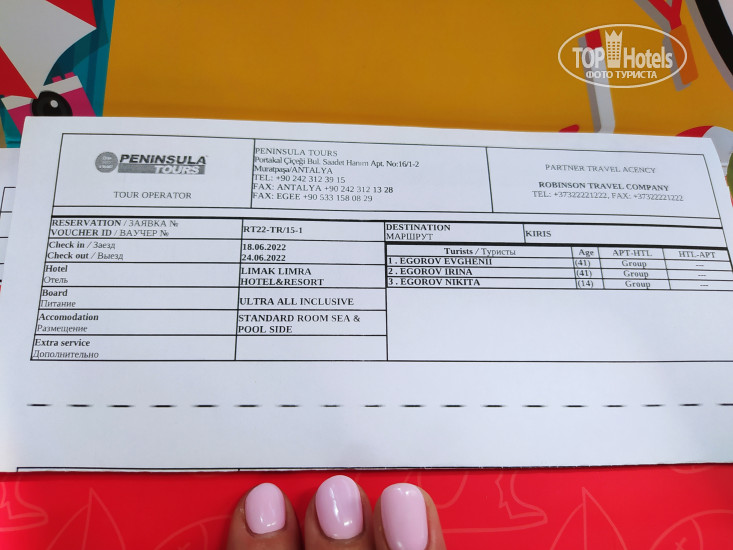 TOP Hotels
ФОТО ТУРИСТА
PENINSULA
TOURS
TOUR OPERATOR
PENINSULA TOURS
Portakal Çiçeği Bul. Saadet Hanım Apt. No:16/1-2
Muratpaşa/ANTALYA
TEL: +90 242 312 39 15
FAX: ANTALYA +90 242 312 13 28
FAX: EGEE +90 533 158 08 29
PARTNER TRAVEL AGENCY
ROBINSON TRAVEL COMPANY
TEL: +37322221222, FAX: +37322221222
RESERVATION / ЗАЯВКА №
VOUCHER ID / ВАУЧЕР №
RT22-TR/15-1
DESTINATION
МАРШРУТ
KIRIS
Check in / Заезд
Check out / Выезд
18.06.2022
24.06.2022
Turists / Туристы Age APT-HTL HTL-APT
1 . EGOROV EVGHENII (41) Group ---
2 . EGOROV IRINA (41) Group ---
3 . EGOROV NIKITA (14) Group ---
Hotel
Отель
LIMAK LIMRA
HOTEL&RESORT
Board
Питание
ULTRA ALL INCLUSIVE
Accomodation
Размещение
STANDARD ROOM SEA &
POOL SIDE
Extra service
Дополнительно